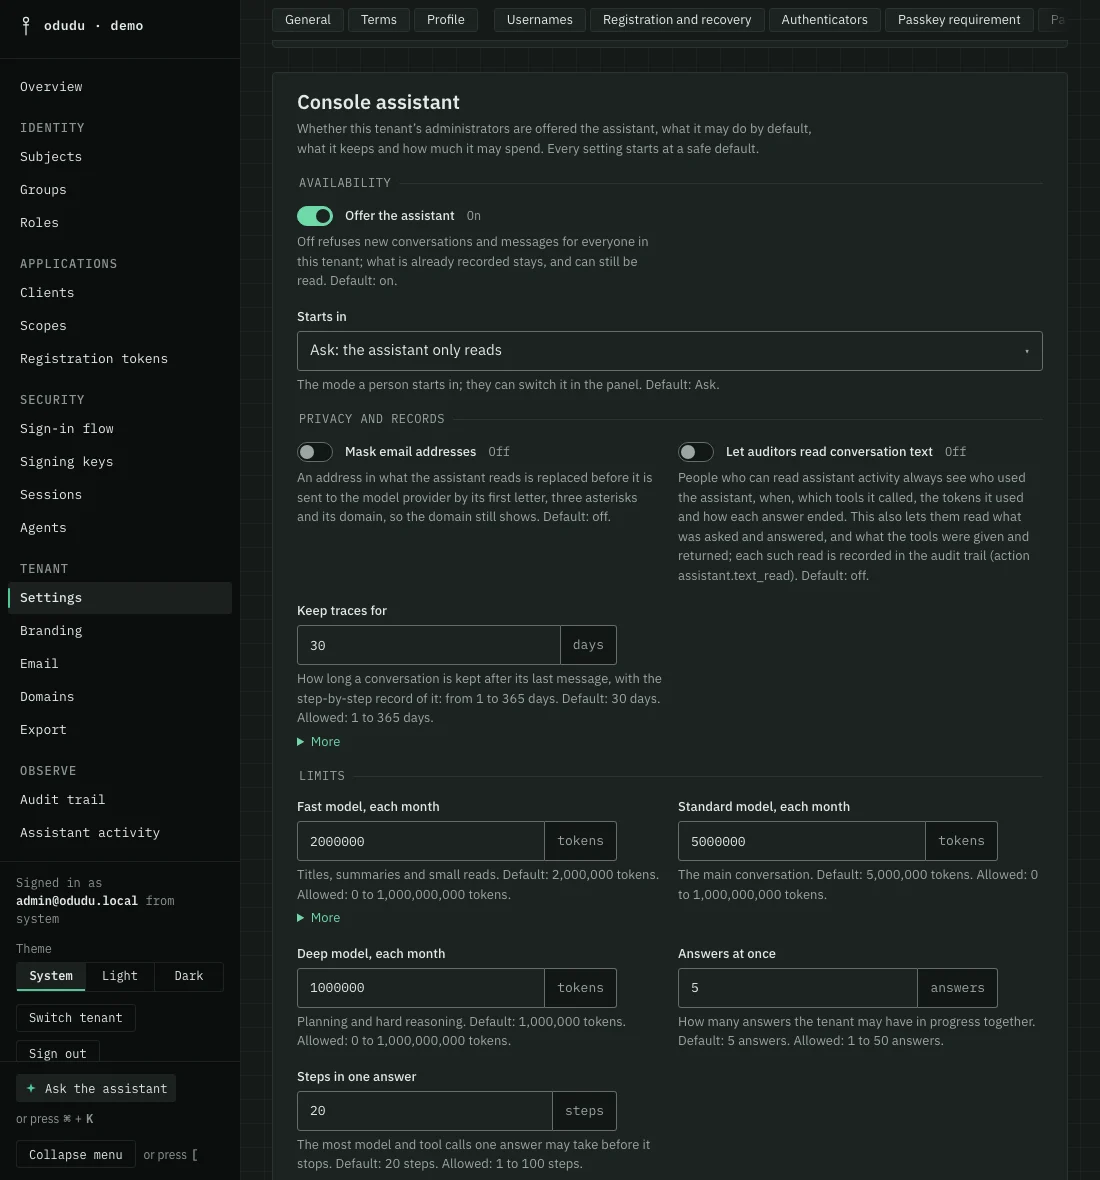 odudu · demo
Overview
IDENTITY
Subjects
Groups
Roles
APPLICATIONS
Clients
Scopes
Registration tokens
SECURITY
Sign-in flow
Signing keys
Sessions
Agents
TENANT
Settings
Branding
Email
Domains
Export
OBSERVE
Audit trail
Assistant activity
Signed in as
admin@odudu.local from
system
Theme
System Light Dark
Switch tenant
Sign out
Ask the assistant
or press ⌘ + K
Collapse menu or press [
General Terms Profile Usernames Registration and recovery Authenticators Passkey requirement Pa
Console assistant
Whether this tenant's administrators are offered the assistant, what it may do by default,
what it keeps and how much it may spend. Every setting starts at a safe default.
AVAILABILITY
Offer the assistant On
Off refuses new conversations and messages for everyone in
this tenant; what is already recorded stays, and can still be
read. Default: on.
Starts in
Ask: the assistant only reads
The mode a person starts in; they can switch it in the panel. Default: Ask.
PRIVACY AND RECORDS
Mask email addresses Off
An address in what the assistant reads is replaced before it is
sent to the model provider by its first letter, three asterisks
and its domain, so the domain still shows. Default: off.
Let auditors read conversation text Off
People who can read assistant activity always see who used
the assistant, when, which tools it called, the tokens it used
and how each answer ended. This also lets them read what
was asked and answered, and what the tools were given and
returned; each such read is recorded in the audit trail (action
assistant.text_read). Default: off.
Keep traces for
30 days
How long a conversation is kept after its last message, with the
step-by-step record of it: from 1 to 365 days. Default: 30 days.
Allowed: 1 to 365 days.
More
LIMITS
Fast model, each month
2000000 tokens
Titles, summaries and small reads. Default: 2,000,000 tokens.
Allowed: 0 to 1,000,000,000 tokens.
More
Standard model, each month
5000000 tokens
The main conversation. Default: 5,000,000 tokens. Allowed: 0
to 1,000,000,000 tokens.
Deep model, each month
1000000 tokens
Planning and hard reasoning. Default: 1,000,000 tokens.
Allowed: 0 to 1,000,000,000 tokens.
Answers at once
5 answers
How many answers the tenant may have in progress together.
Default: 5 answers. Allowed: 1 to 50 answers.
Steps in one answer
20 steps
The most model and tool calls one answer may take before it
stops. Default: 20 steps. Allowed: 1 to 100 steps.